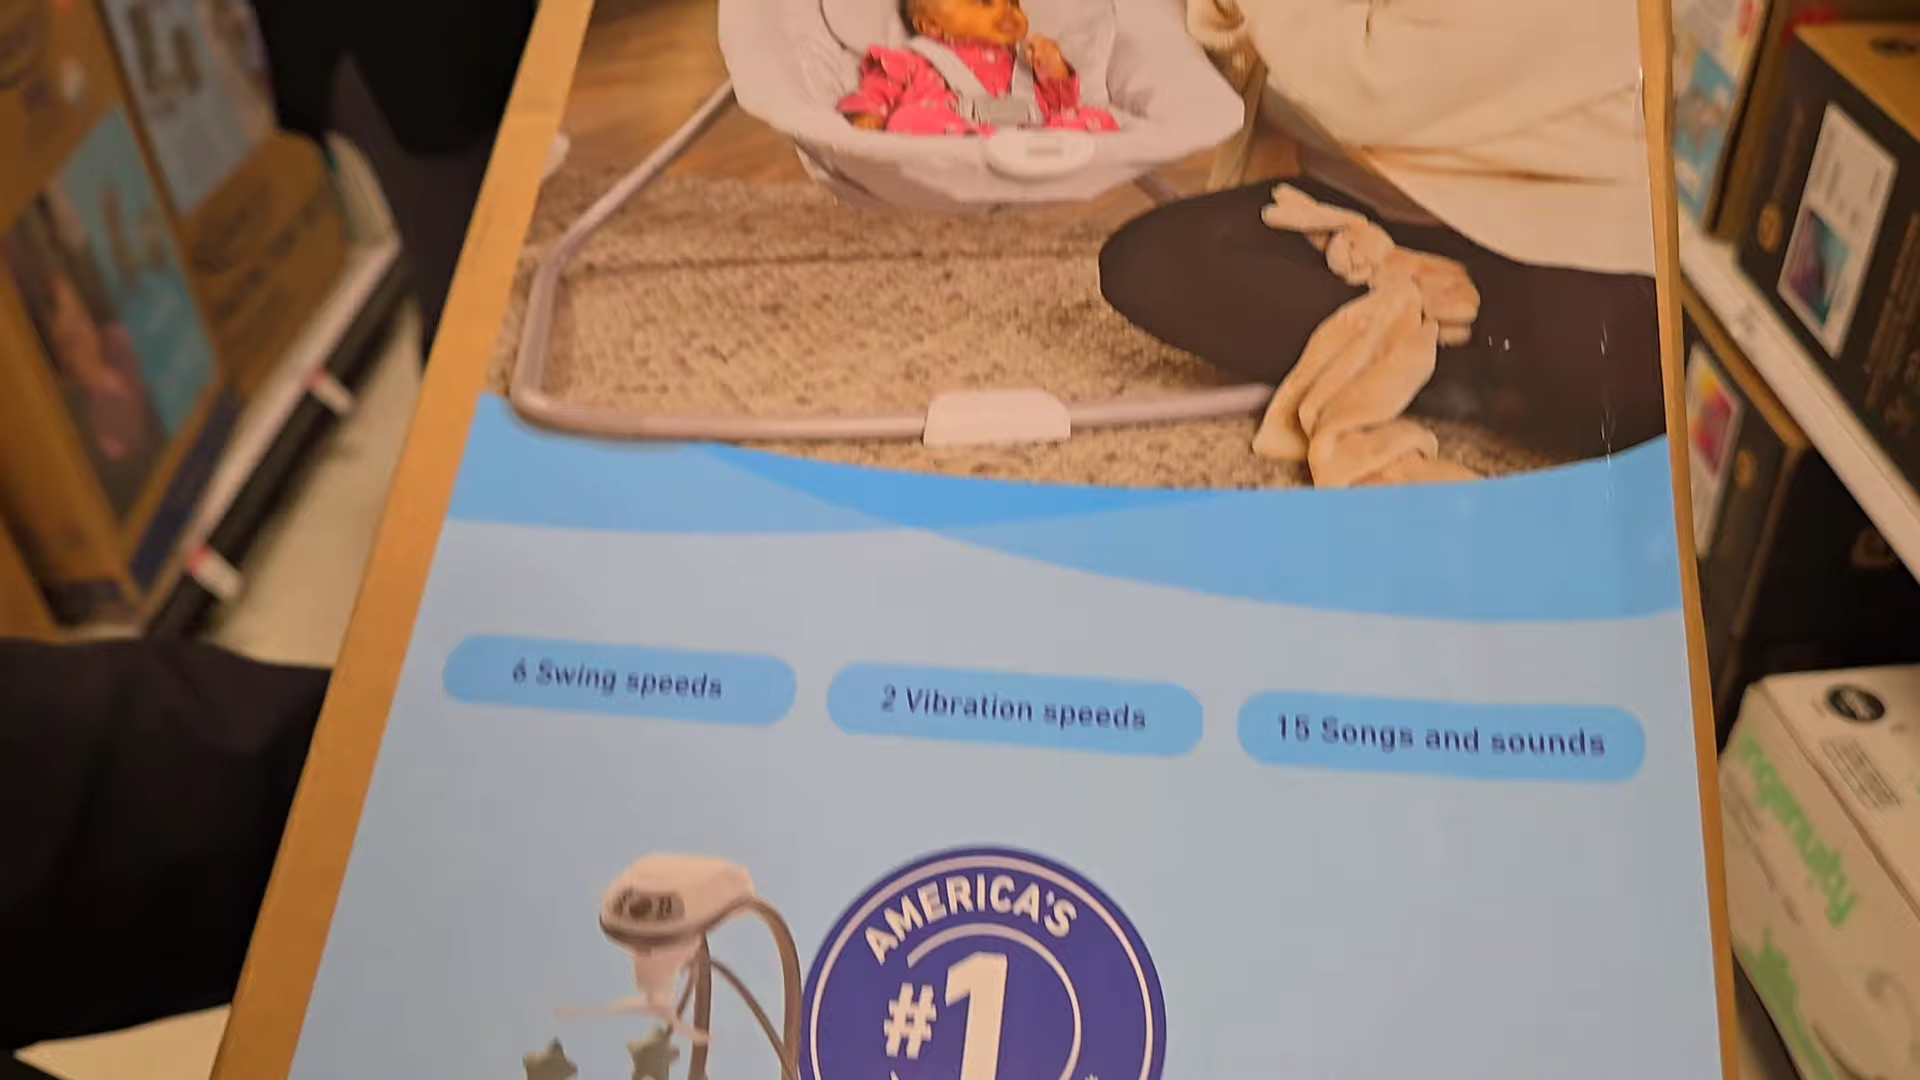 6 Swing speeds
2 Vibration speeds
15 Songs and sounds
AMERICA'S
#1